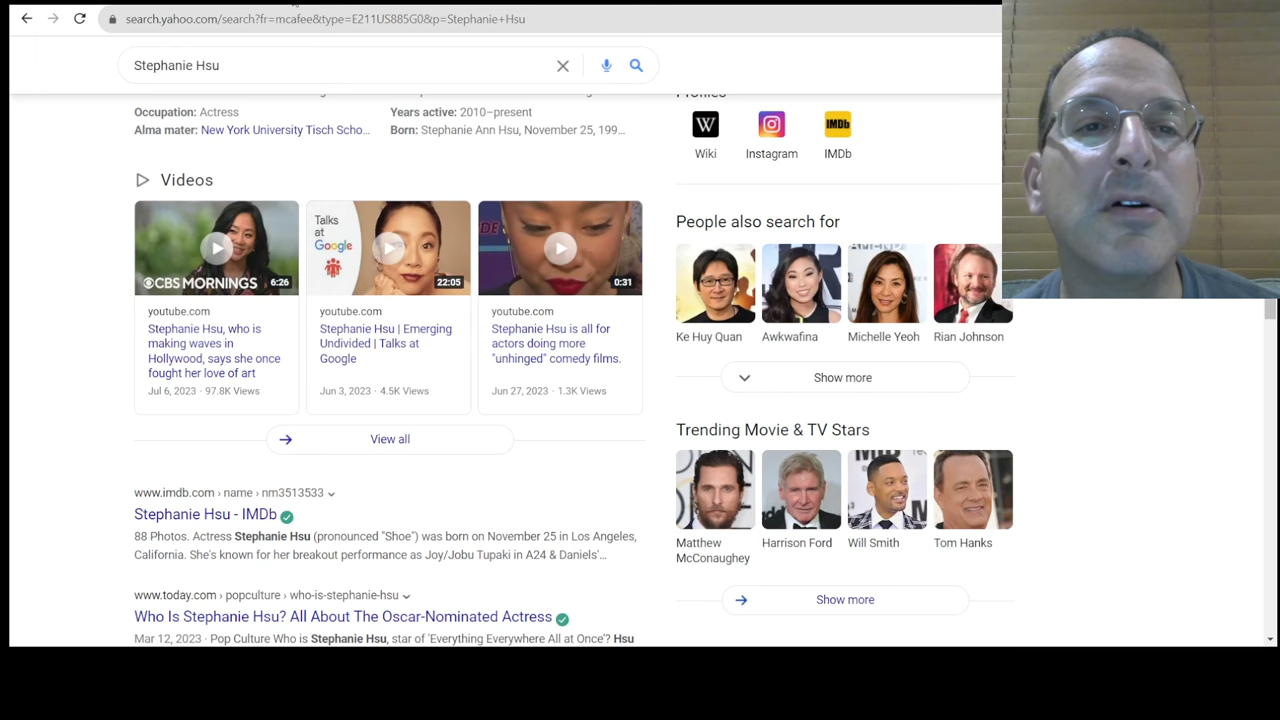 search.yahoo.com/search?fr=mcafee&type=E211US885G0&p=Stephanie+Hsu
Stephanie Hsu
Occupation: Actress
Years active: 2010–present
Alma mater: New York University Tisch Scho...
Born: Stephanie Ann Hsu, November 25, 199...
Videos
CBS MORNINGS
6:26
Talks
at
Google
22:05
0:31
youtube.com
Stephanie Hsu, who is
making waves in
Hollywood, says she once
fought her love of art
Jul 6, 2023 · 97.8K Views
youtube.com
Stephanie Hsu | Emerging
Undivided | Talks at
Google
Jun 3, 2023 · 4.5K Views
youtube.com
Stephanie Hsu is all for
actors doing more
"unhinged" comedy films.
Jun 27, 2023 · 1.3K Views
View all
www.imdb.com › name › nm3513533
Stephanie Hsu - IMDb
88 Photos. Actress Stephanie Hsu (pronounced "Shoe") was born on November 25 in Los Angeles,
California. She's known for her breakout performance as Joy/Jobu Tupaki in A24 & Daniels'...
www.today.com › popculture › who-is-stephanie-hsu
Who Is Stephanie Hsu? All About The Oscar-Nominated Actress
Mar 12, 2023 · Pop Culture Who is Stephanie Hsu, star of 'Everything Everywhere All at Once'? Hsu
Profiles
W
IMDb
Wiki
Instagram
IMDb
People also search for
Ke Huy Quan
Awkwafina
Michelle Yeoh
Rian Johnson
Show more
Trending Movie & TV Stars
Matthew
McConaughey
Harrison Ford
Will Smith
Tom Hanks
Show more